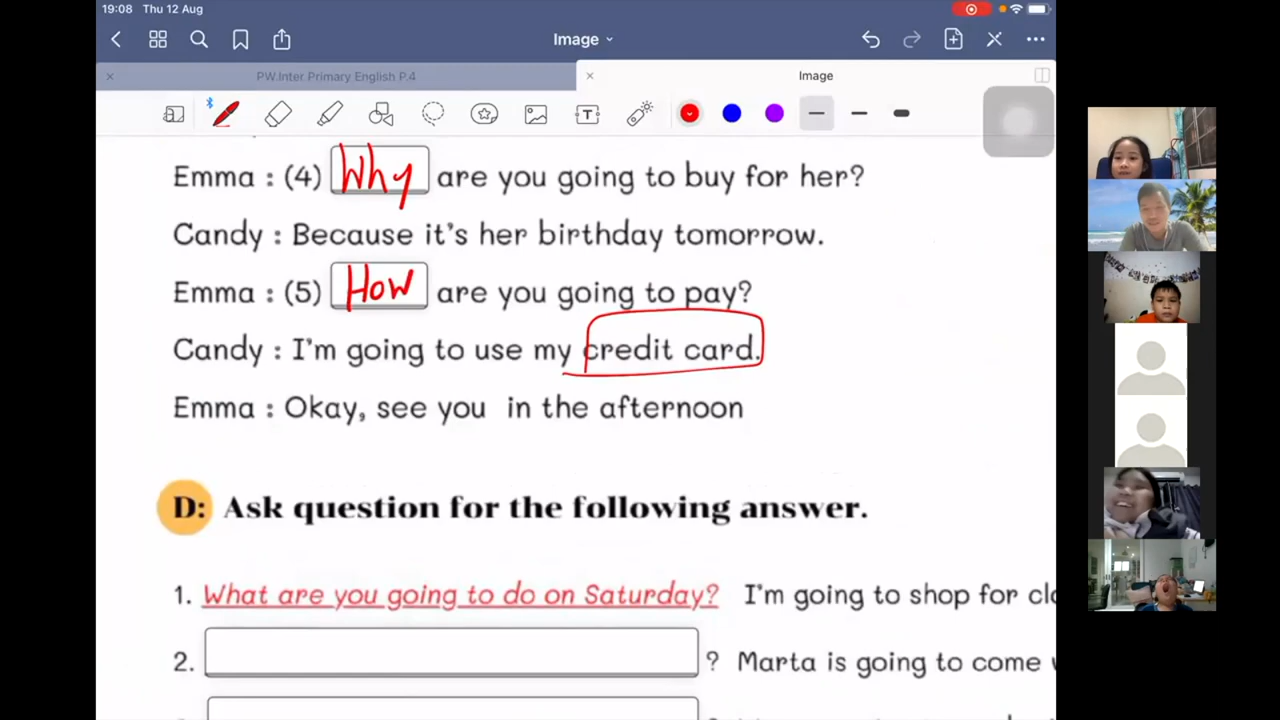 19:08 Thu 12 Aug
Image
PW.Inter Primary English P.4
Image
Emma : (4) Why are you going to buy for her?
Candy : Because it's her birthday tomorrow.
Emma : (5) How are you going to pay?
Candy : I'm going to use my credit card.
Emma : Okay, see you in the afternoon
D: Ask question for the following answer.
1. What are you going to do on Saturday? I'm going to shop for clo
2. ? Marta is going to come